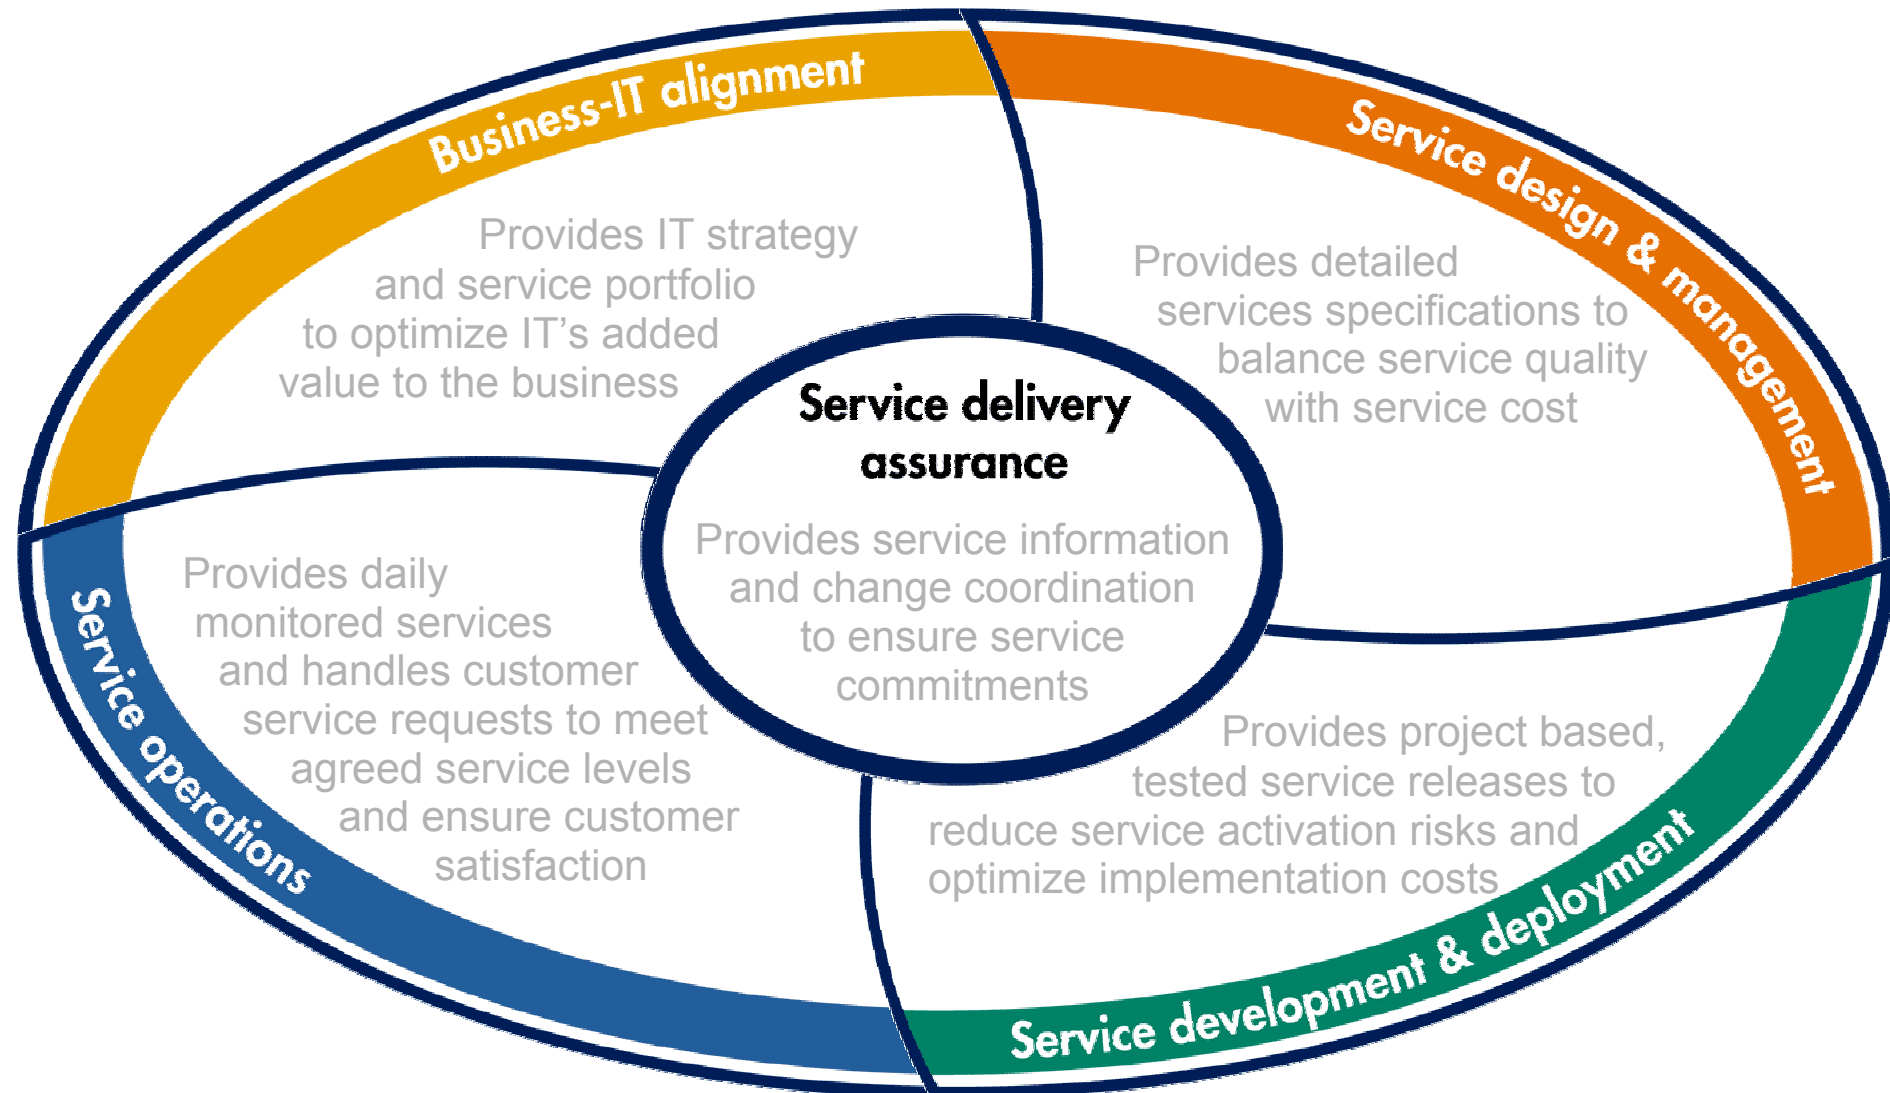 Business-IT alignment
Provides IT strategy
and service portfolio
to optimize IT's added
value to the business
Service design & management
Provides detailed
services specifications to
balance service quality
with service cost
Service delivery
assurance
Provides service information
and change coordination
to ensure service
commitments
Service operations
Provides daily
monitored services
and handles customer
service requests to meet
agreed service levels
and ensure customer
satisfaction
Provides project based,
tested service releases to
reduce service activation risks and
optimize implementation costs
Service development & deployment